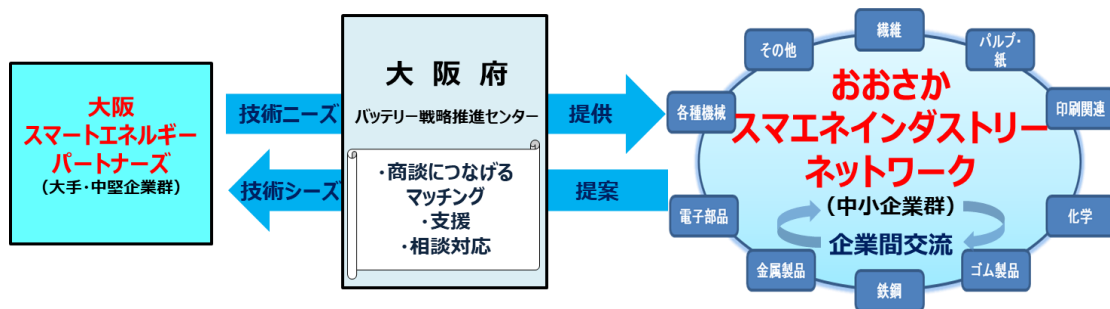 大阪
スマートエネルギー
パートナーズ
（大手・中堅企業群）
技術ニーズ
技術シーズ
大 阪 府
バッテリー戦略推進センター
・商談につなげる
マッチング
・支援
・相談対応
提供
提案
繊維
パルプ・
紙
印刷関連
化学
ゴム製品
鉄鋼
金属製品
電子部品
各種機械
その他
おおさか
スマエネインダストリー
ネットワーク
（中小企業群）
企業間交流